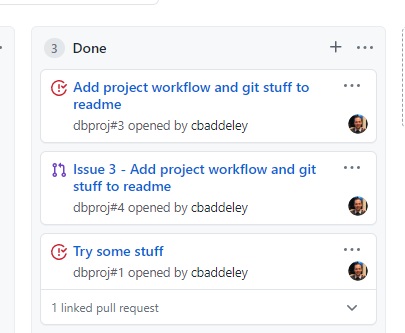 3 Done
Add project workflow and git stuff to
readme
dbproj#3 opened by cbaddeley
Issue 3 - Add project workflow and git
stuff to readme
dbproj#4 opened by cbaddeley
Try some stuff
dbproj#1 opened by cbaddeley
1 linked pull request